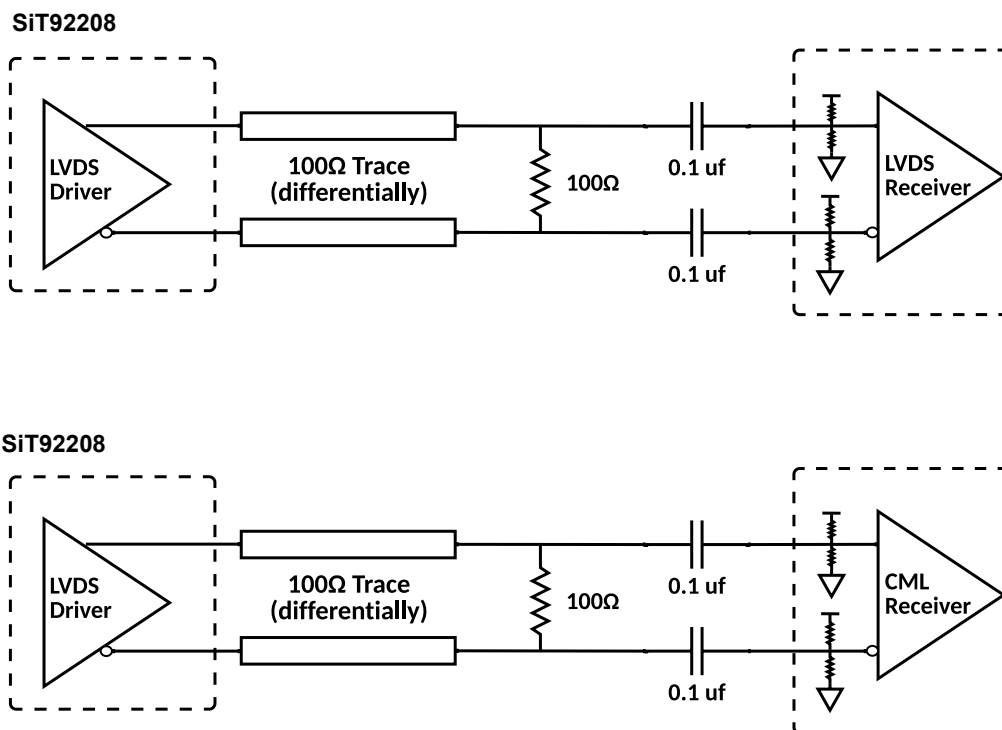 SiT92208
LVDS
Driver
100Ω Trace
(differentially)
100Ω
0.1 uf
0.1 uf
LVDS
Receiver
SiT92208
LVDS
Driver
100Ω Trace
(differentially)
100Ω
0.1 uf
0.1 uf
CML
Receiver